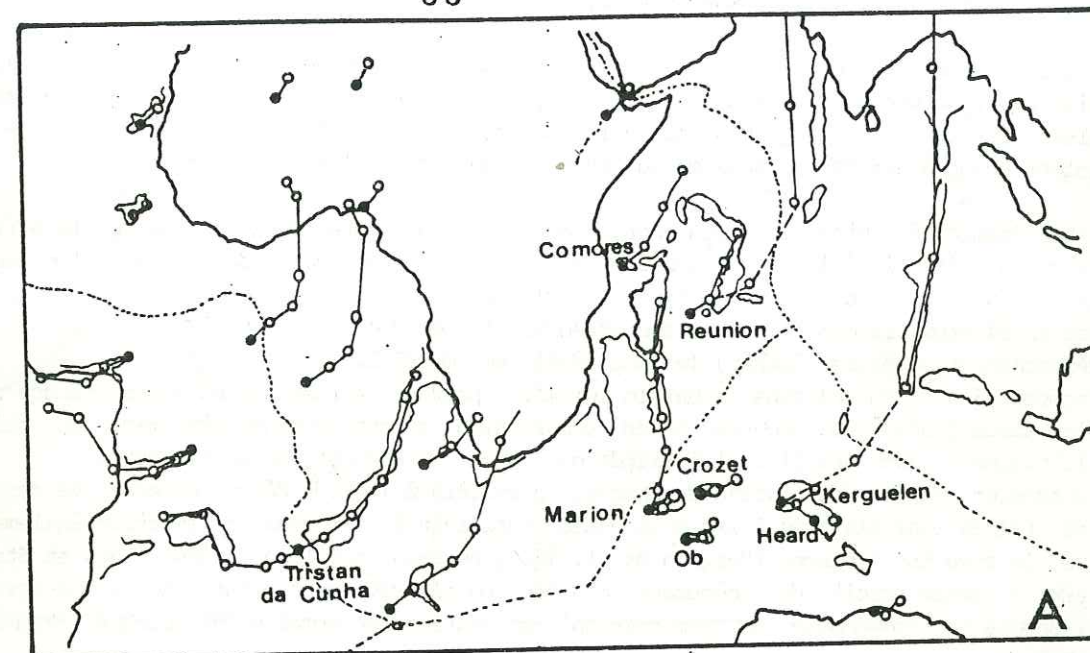 Comores
Reunion
Crozet
Marion
Ob
Kerguelen
Heard
Tristan
da Cunha
A